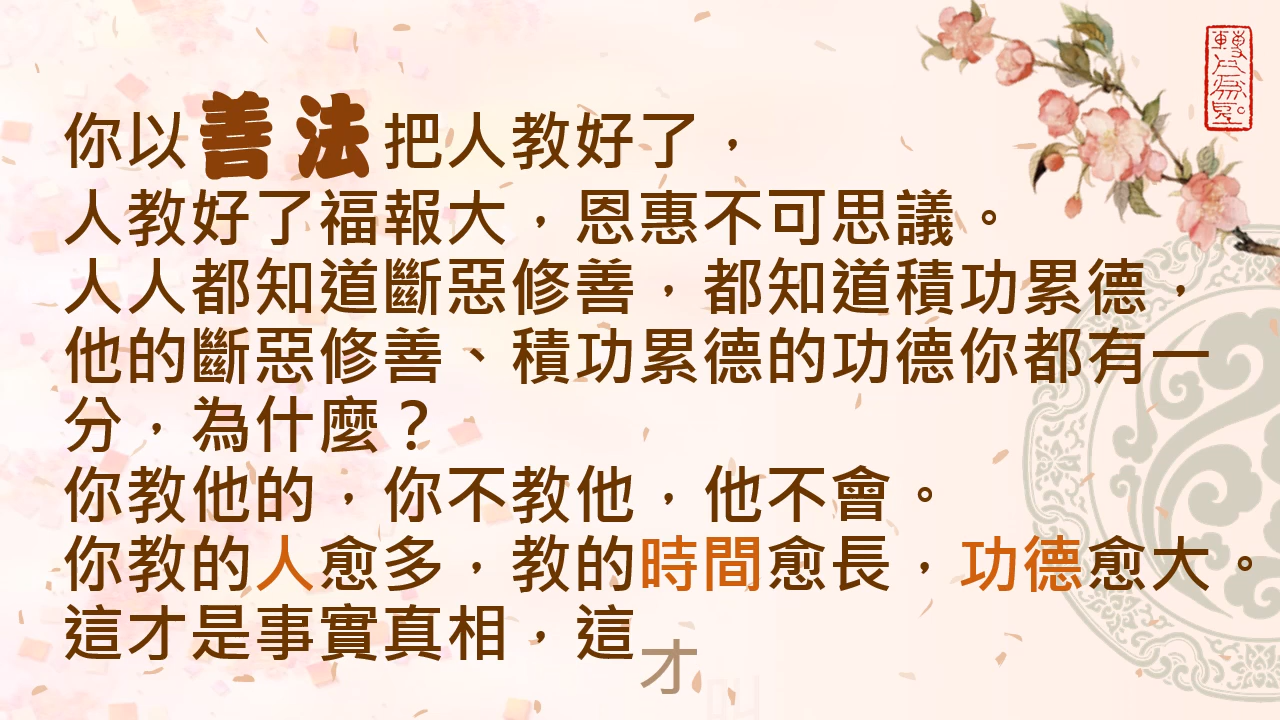 你以善法把人教好了，
人教好了福報大，恩惠不可思議。
人人都知道斷惡修善，都知道積功累德，
他的斷惡修善、積功累德的功德你都有一
分，為什麼？
你教他的，你不教他，他不會。
你教的人愈多，教的時間愈長，功德愈大。
這才是事實真相，這才叫